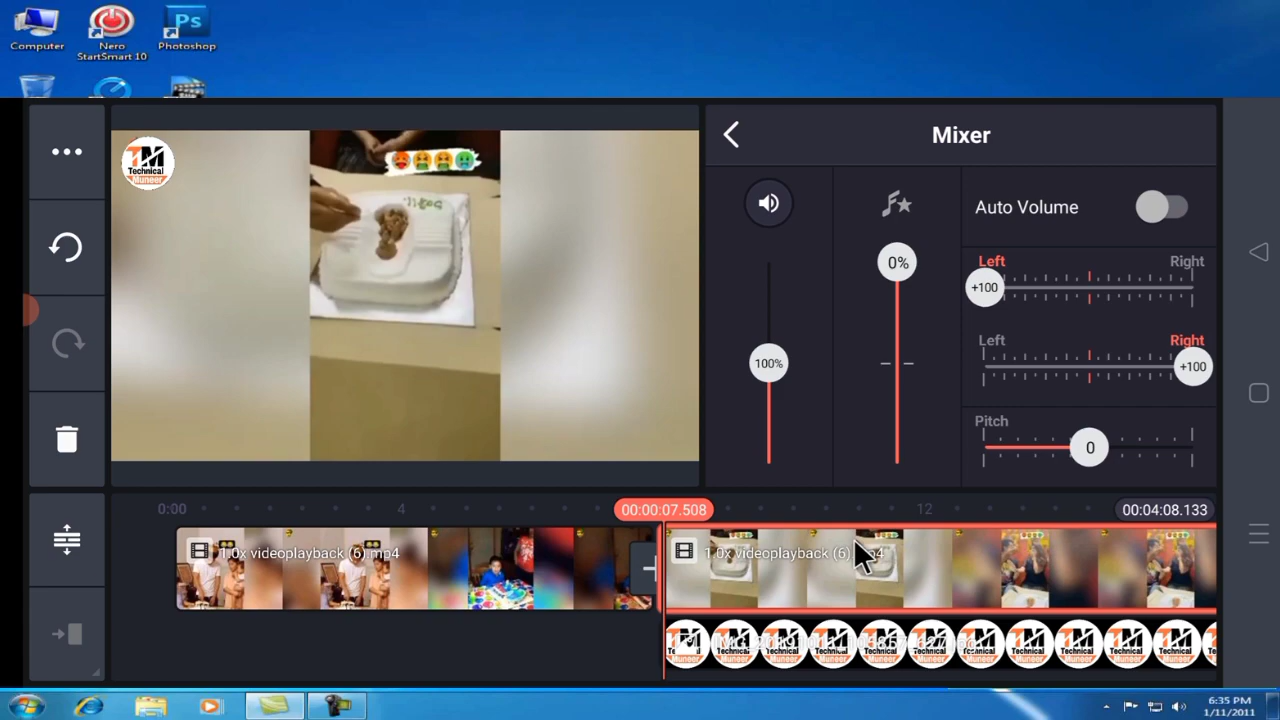 Computer
Nero
StartSmart 10
Ps
Photoshop
TM
Technical
Muneer
Mixer
0%
100%
Auto Volume
Left
Right
+100
Left
Right
+100
Pitch
0
0:00
4
00:00:07.508
12
00:04:08.133
1.0x videoplayback (6).mp4
1.0x videoplayback (6)
6:35 PM
1/11/2011